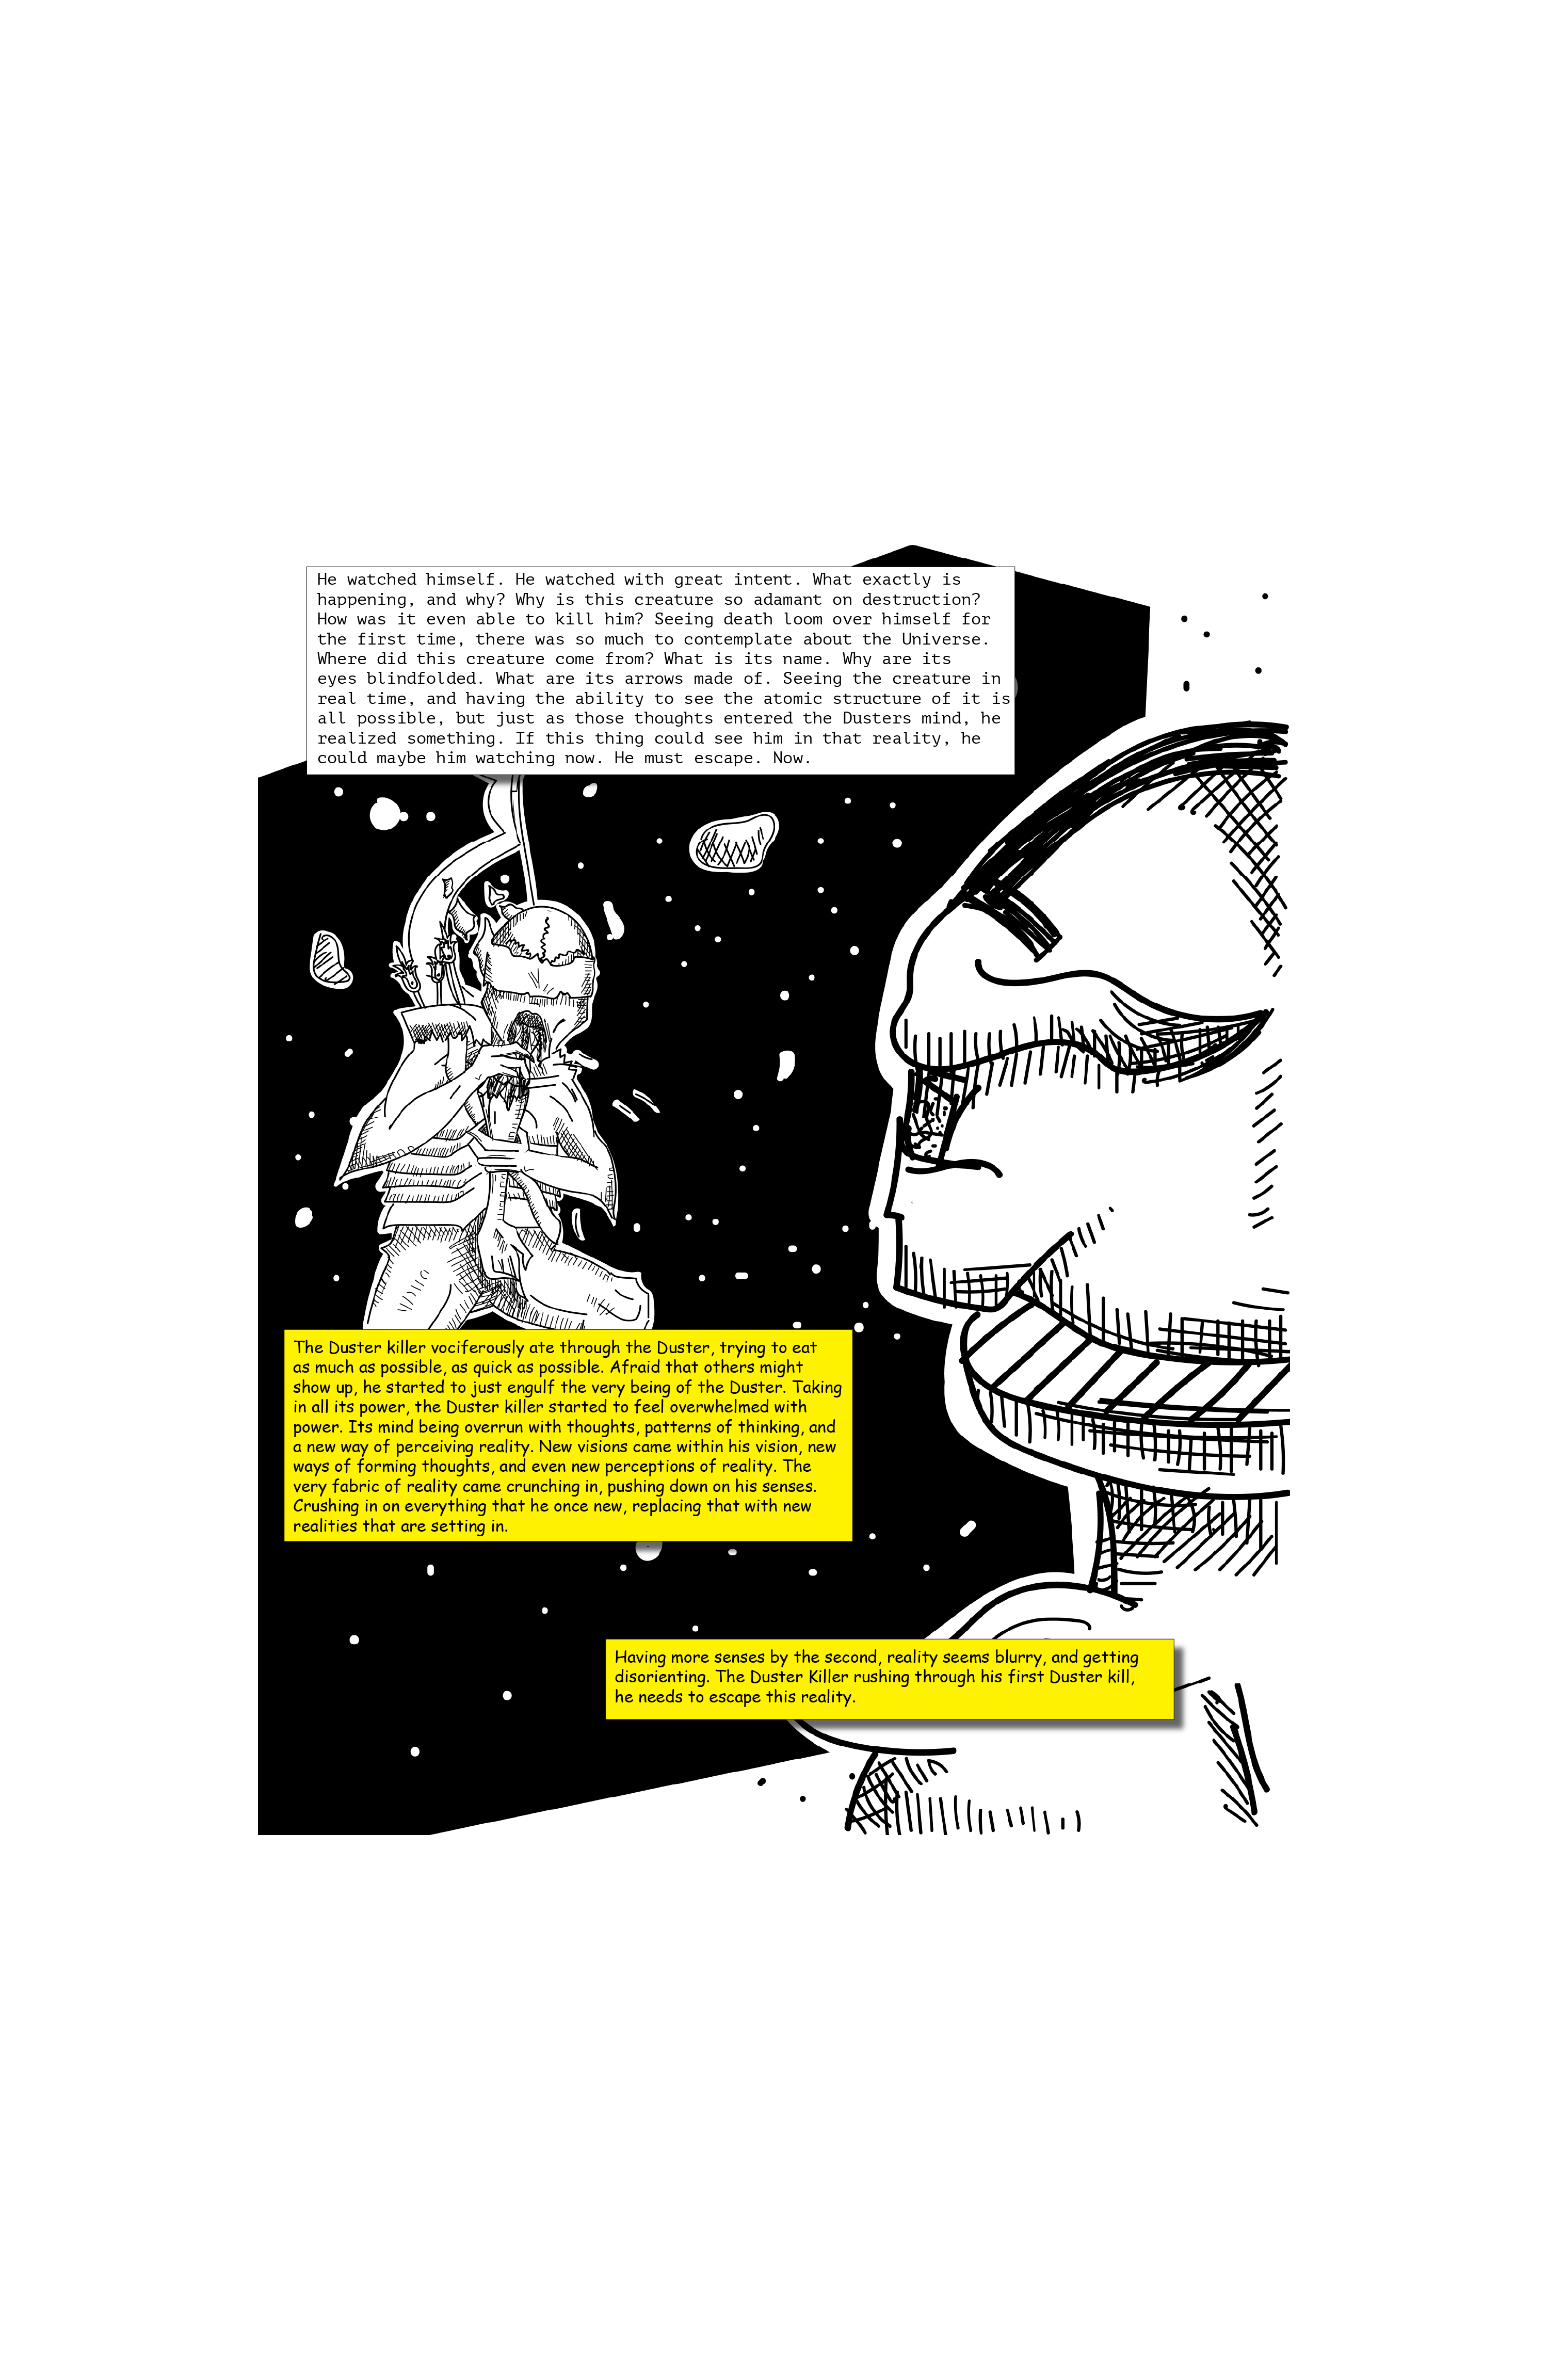 He watched himself. He watched with great intent. What exactly is
happening, and why? Why is this creature so adamant on destruction?
How was it even able to kill him? Seeing death loom over himself for
the first time, there was so much to contemplate about the Universe.
Where did this creature come from? What is its name. Why are its
eyes blindfolded. What are its arrows made of. Seeing the creature in
real time, and having the ability to see the atomic structure of it is
all possible, but just as those thoughts entered the Dusters mind, he
realized something. If this thing could see him in that reality, he
could maybe him watching now. He must escape. Now.
The Duster killer vociferously ate through the Duster, trying to eat
as much as possible, as quick as possible. Afraid that others might
show up, he started to just engulf the very being of the Duster. Taking
in all its power, the Duster killer started to feel overwhelmed with
power. Its mind being overrun with thoughts, patterns of thinking, and
a new way of perceiving reality. New visions came within his vision, new
ways of forming thoughts, and even new perceptions of reality. The
very fabric of reality came crunching in, pushing down on his senses.
Crushing in on everything that he once new, replacing that with new
realities that are setting in.
Having more senses by the second, reality seems blurry, and getting
disorienting. The Duster Killer rushing through his first Duster kill,
he needs to escape this reality.